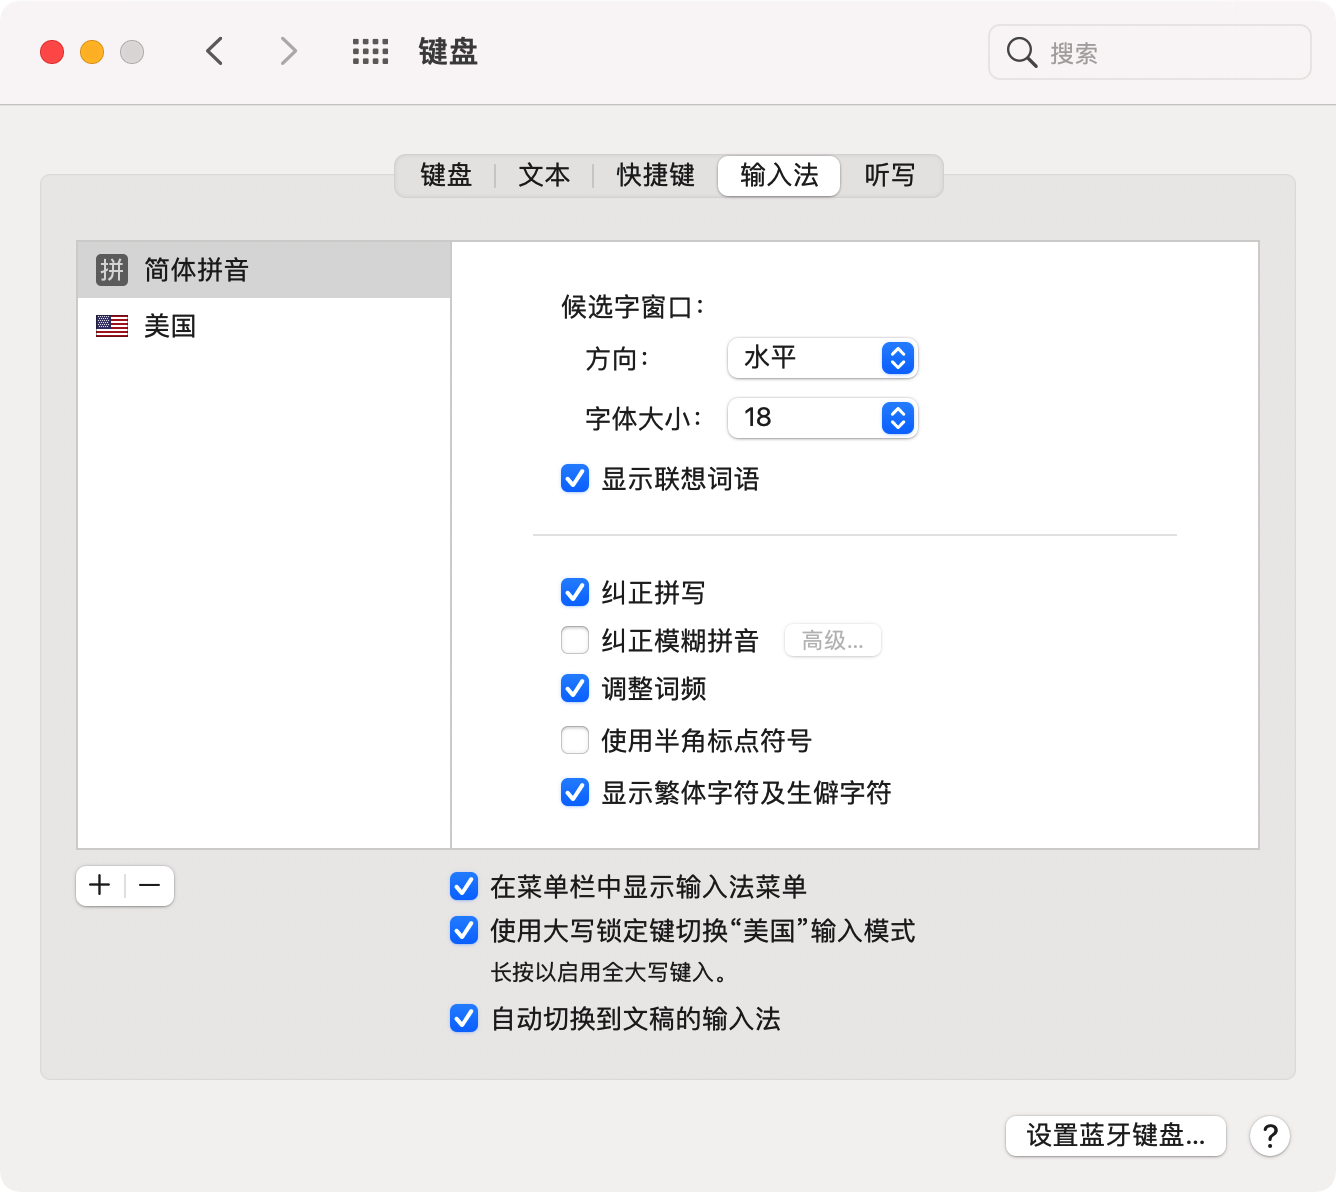 键盘
搜索
键盘 文本 快捷键 输入法 听写
拼 简体拼音
美国
候选字窗口：
方向： 水平
字体大小： 18
显示联想词语
纠正拼写
纠正模糊拼音 高级...
调整词频
使用半角标点符号
显示繁体字符及生僻字符
在菜单栏中显示输入法菜单
使用大写锁定键切换“美国”输入模式
长按以启用全大写键入。
自动切换到文稿的输入法
设置蓝牙键盘... ?